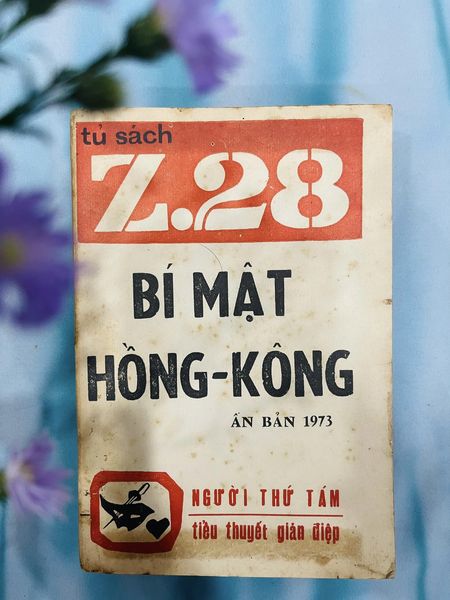 tủ sách
Z.28
BÍ MẬT
HỒNG-KÔNG
ẤN BẢN 1973
NGƯỜI THỨ TÁM
tiểu thuyết gián điệp